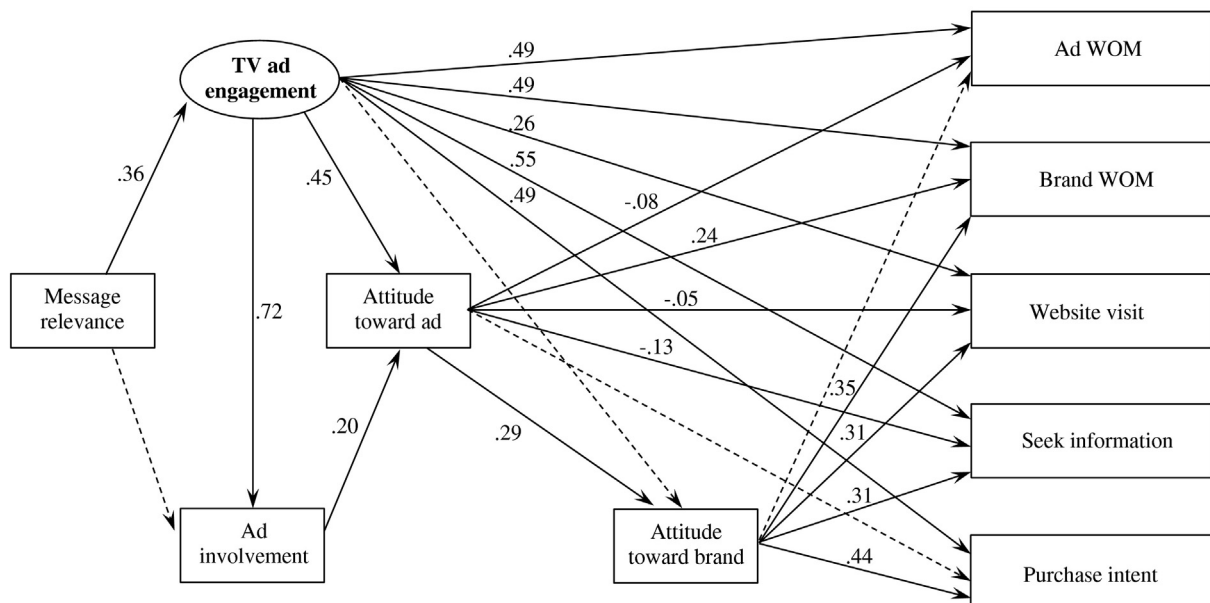 Ad WOM
.49
TV ad
engagement
.49
.26
.55
Brand WOM
.36
.45
.49
-.08
.24
Message
relevance
Attitude
toward ad
-.05
Website visit
.72
-.13
.35
.20
.29
.31
Seek information
.31
Ad
involvement
Attitude
toward brand
.44
Purchase intent